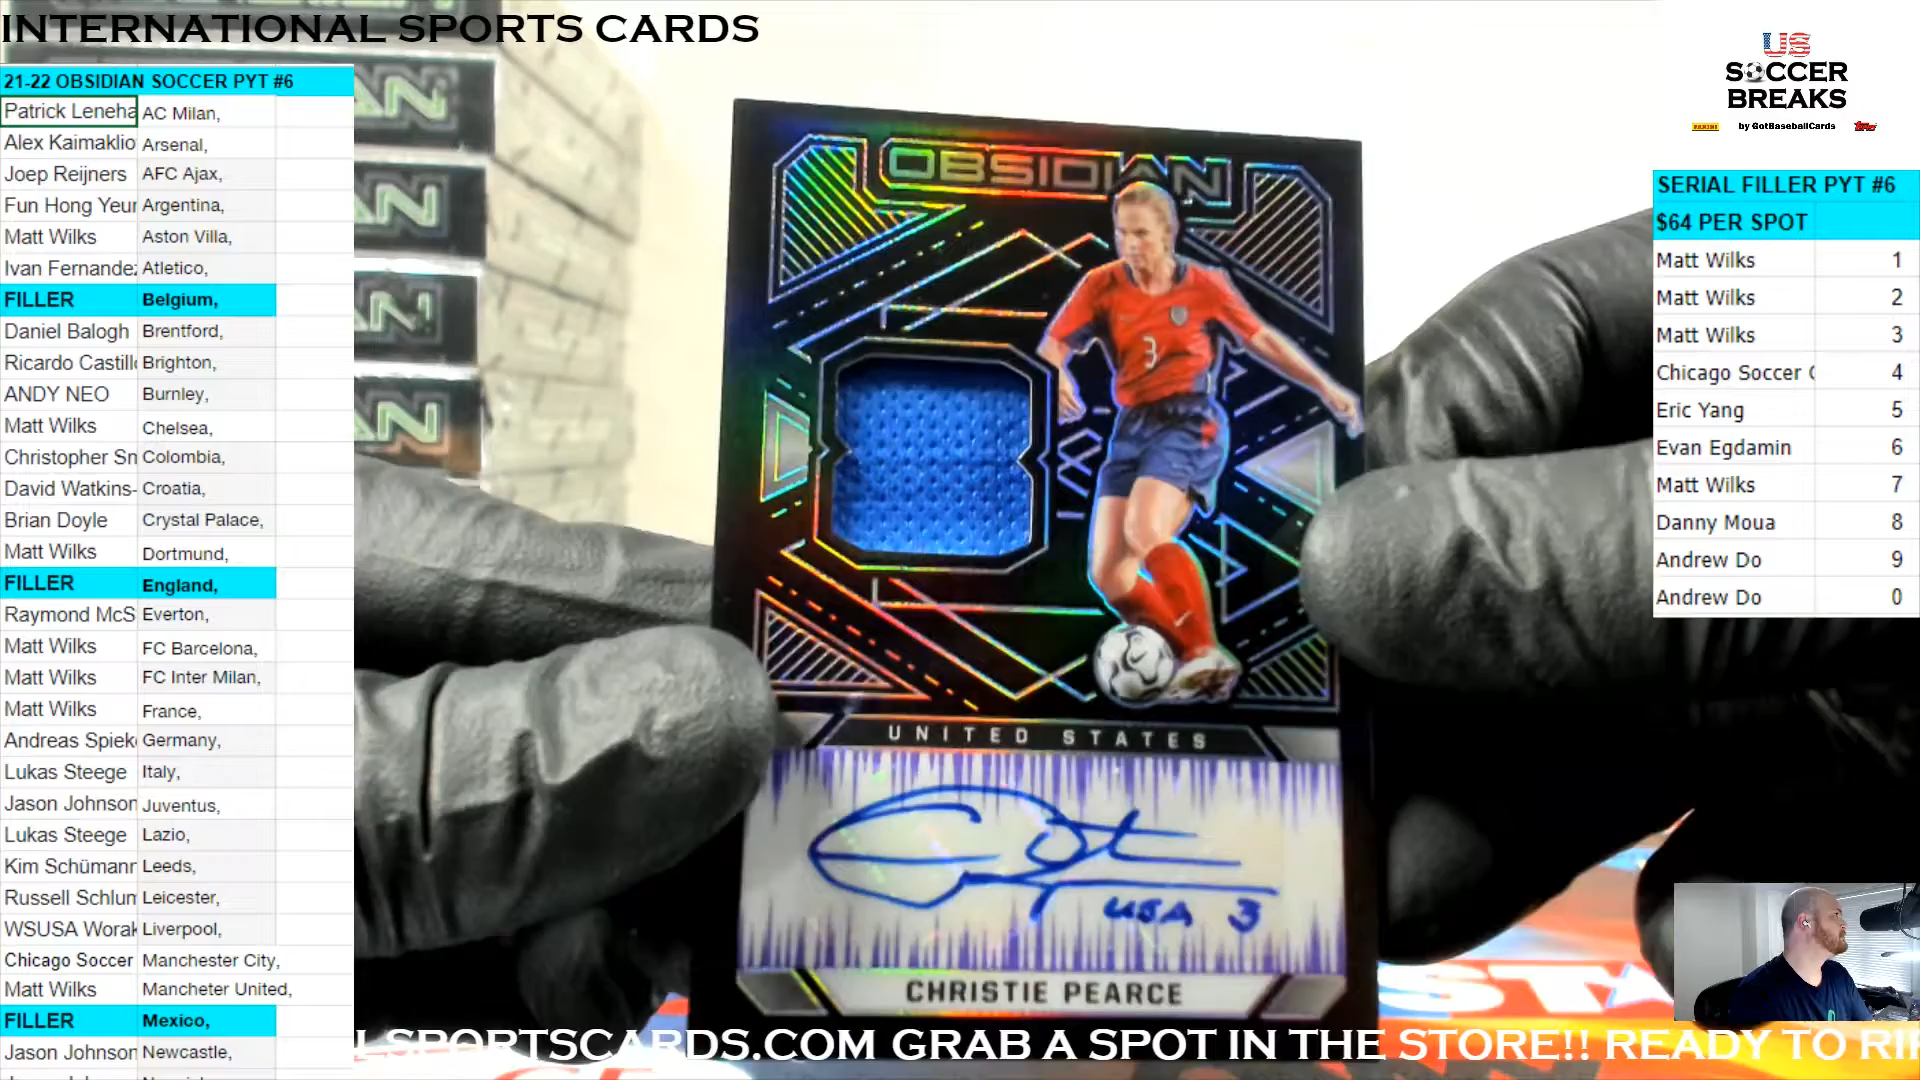 INTERNATIONAL SPORTS CARDS
21-22 OBSIDIAN SOCCER PYT #6
Patrick Leneha AC Milan,
Alex Kaimaklio Arsenal,
Joep Reijners AFC Ajax,
Fun Hong Yeur Argentina,
Matt Wilks Aston Villa,
Ivan Fernandez Atletico,
FILLER Belgium,
Daniel Balogh Brentford,
Ricardo Castillo Brighton,
ANDY NEO Burnley,
Matt Wilks Chelsea,
Christopher Sn Colombia,
David Watkins- Croatia,
Brian Doyle Crystal Palace,
Matt Wilks Dortmund,
FILLER England,
Raymond McS Everton,
Matt Wilks FC Barcelona,
Matt Wilks FC Inter Milan,
Matt Wilks France,
Andreas Spiek Germany,
Lukas Steege Italy,
Jason Johnson Juventus,
Lukas Steege Lazio,
Kim Schümann Leeds,
Russell Schlum Leicester,
WSUSA Worak Liverpool,
Chicago Soccer Manchester City,
Matt Wilks Mancheter United,
FILLER Mexico,
Jason Johnson Newcastle,
OBSIDIAN
3
UNITED STATES
USA 3
CHRISTIE PEARCE
US
SOCCER
BREAKS
PANINI by GotBaseballCards Topps
SERIAL FILLER PYT #6
$64 PER SPOT
Matt Wilks 1
Matt Wilks 2
Matt Wilks 3
Chicago Soccer 4
Eric Yang 5
Evan Egdamin 6
Matt Wilks 7
Danny Moua 8
Andrew Do 9
Andrew Do 0
LSPORTSCARDS.COM GRAB A SPOT IN THE STORE!! READY TO RI